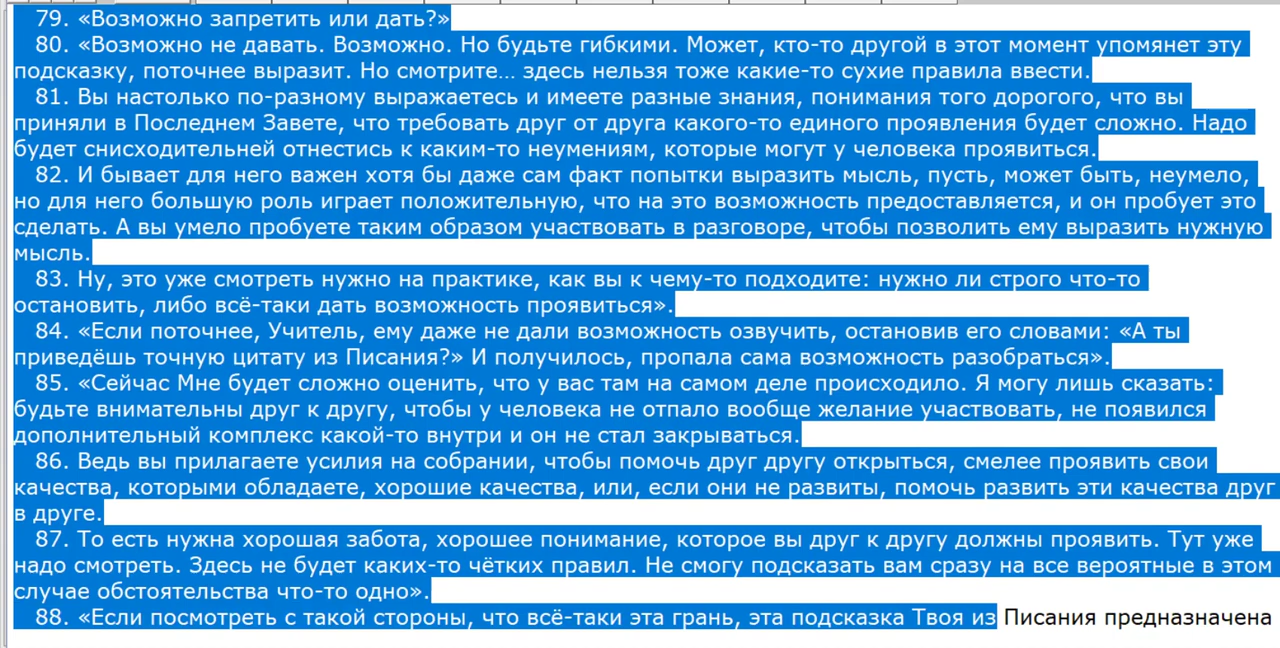 79. «Возможно запретить или дать?»
80. «Возможно не давать. Возможно. Но будьте гибкими. Может, кто-то другой в этот момент упомянет эту
подсказку, поточнее выразит. Но смотрите… здесь нельзя тоже какие-то сухие правила ввести.
81. Вы настолько по-разному выражаетесь и имеете разные знания, понимания того дорогого, что вы
приняли в Последнем Завете, что требовать друг от друга какого-то единого проявления будет сложно. Надо
будет снисходительней отнестись к каким-то неумениям, которые могут у человека проявиться.
82. И бывает для него важен хотя бы даже сам факт попытки выразить мысль, пусть, может быть, неумело,
но для него большую роль играет положительную, что на это возможность предоставляется, и он пробует это
сделать. А вы умело пробуете таким образом участвовать в разговоре, чтобы позволить ему выразить нужную
мысль.
83. Ну, это уже смотреть нужно на практике, как вы к чему-то подходите: нужно ли строго что-то
остановить, либо всё-таки дать возможность проявиться».
84. «Если поточнее, Учитель, ему даже не дали возможность озвучить, остановив его словами: «А ты
приведёшь точную цитату из Писания?» И получилось, пропала сама возможность разобраться».
85. «Сейчас Мне будет сложно оценить, что у вас там на самом деле происходило. Я могу лишь сказать:
будьте внимательны друг к другу, чтобы у человека не отпало вообще желание участвовать, не появился
дополнительный комплекс какой-то внутри и он не стал закрываться.
86. Ведь вы прилагаете усилия на собрании, чтобы помочь друг другу открыться, смелее проявить свои
качества, которыми обладаете, хорошие качества, или, если они не развиты, помочь развить эти качества друг
в друге.
87. То есть нужна хорошая забота, хорошее понимание, которое вы друг к другу должны проявить. Тут уже
надо смотреть. Здесь не будет каких-то чётких правил. Не смогу подсказать вам сразу на все вероятные в этом
случае обстоятельства что-то одно».
88. «Если посмотреть с такой стороны, что всё-таки эта грань, эта подсказка Твоя из Писания предназначена